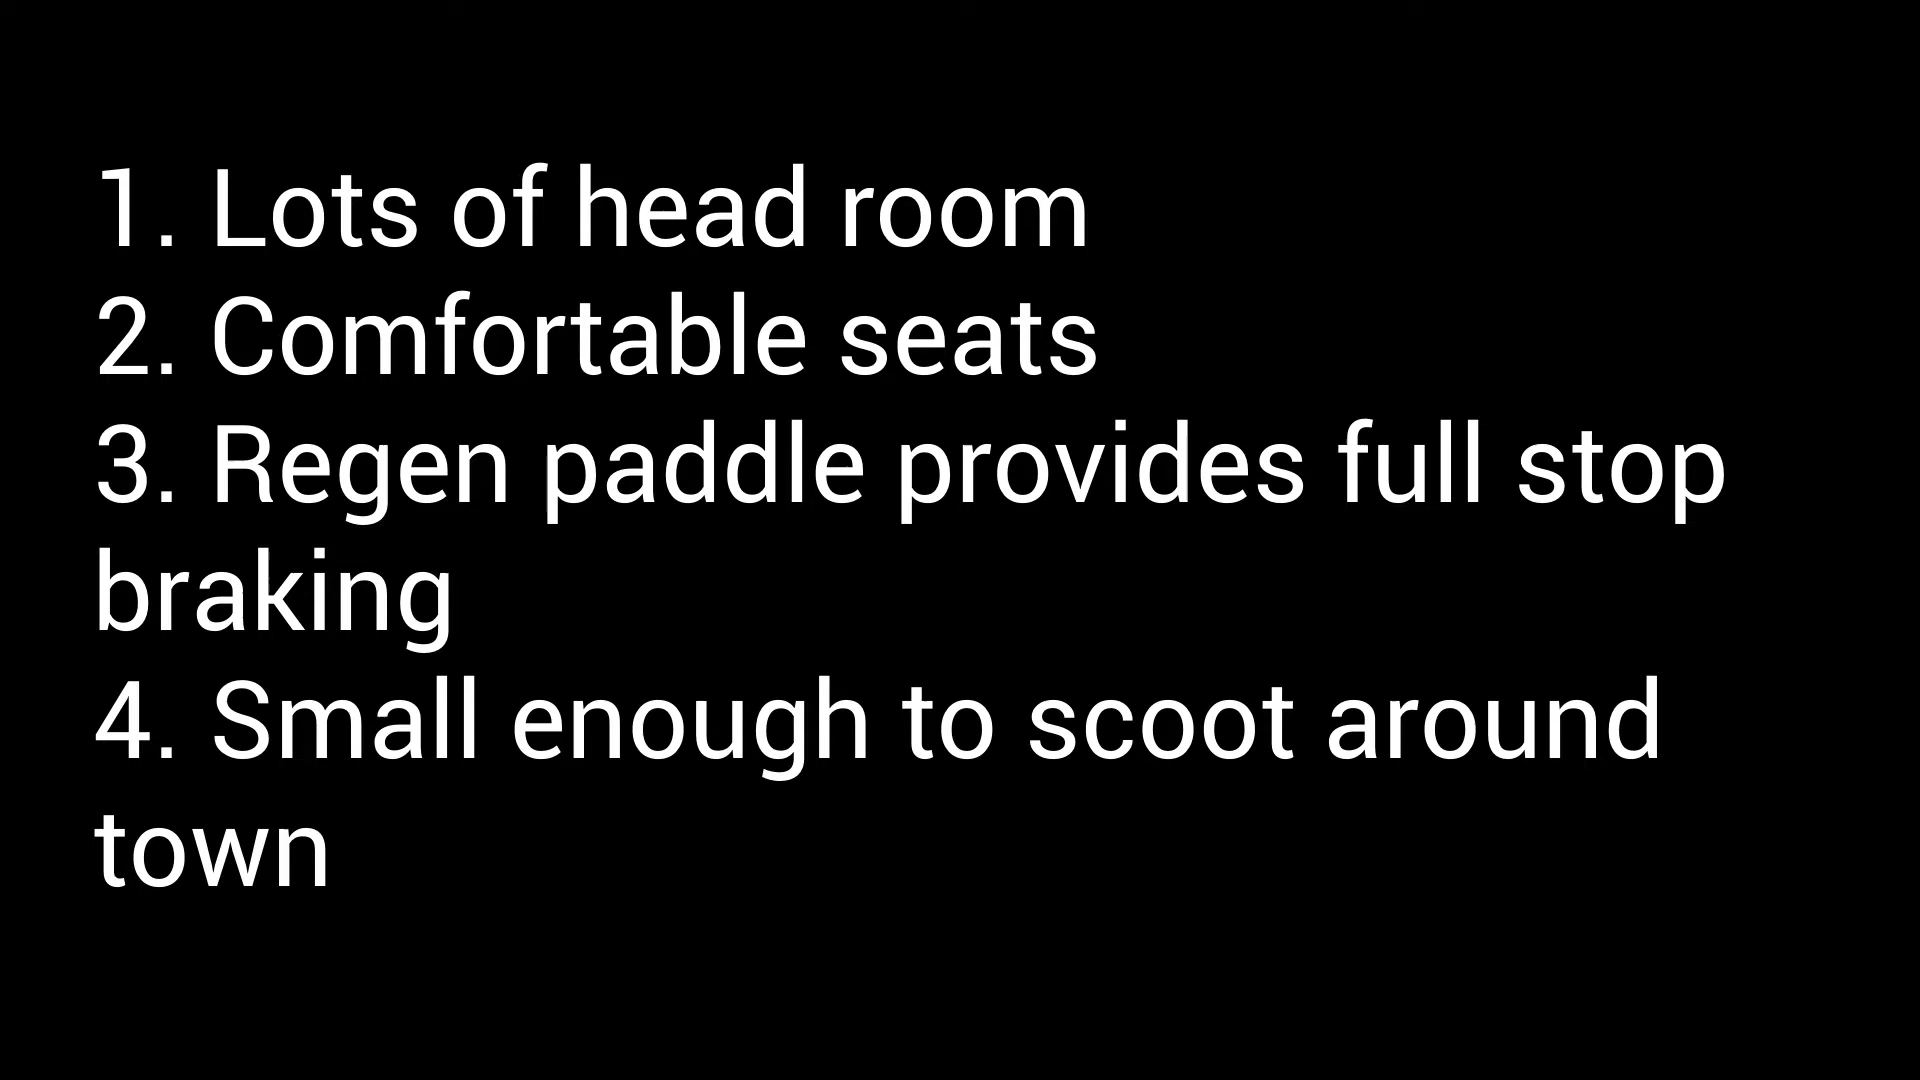 1. Lots of head room
2. Comfortable seats
3. Regen paddle provides full stop
braking
4. Small enough to scoot around
town